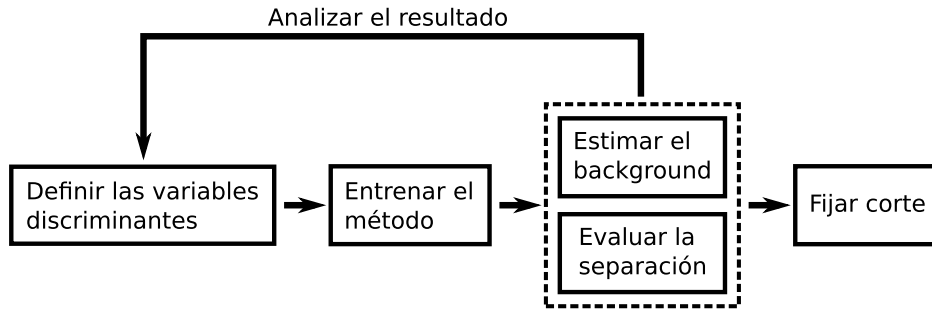 Analizar el resultado
Definir las variables
discriminantes
Entrenar el
método
Estimar el
background
Evaluar la
separación
Fijar corte